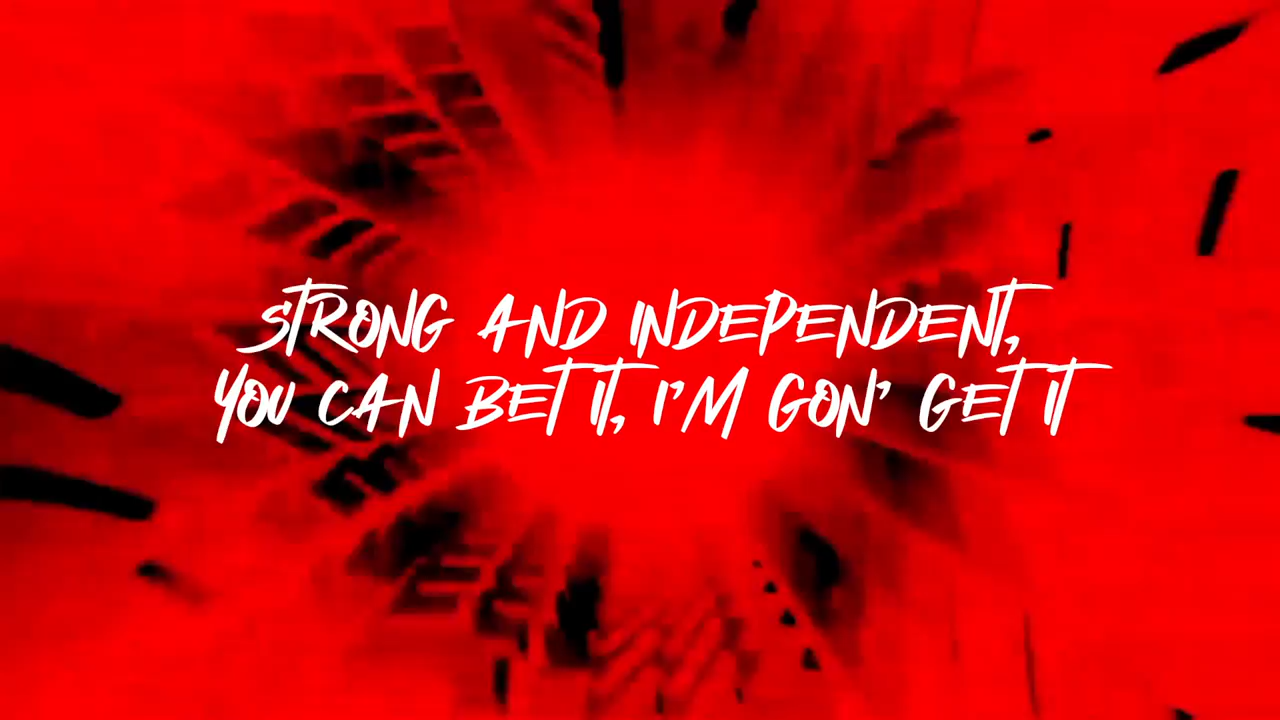 STRONG AND INDEPENDENT,
YOU CAN BET IT, I'M GON' GET IT